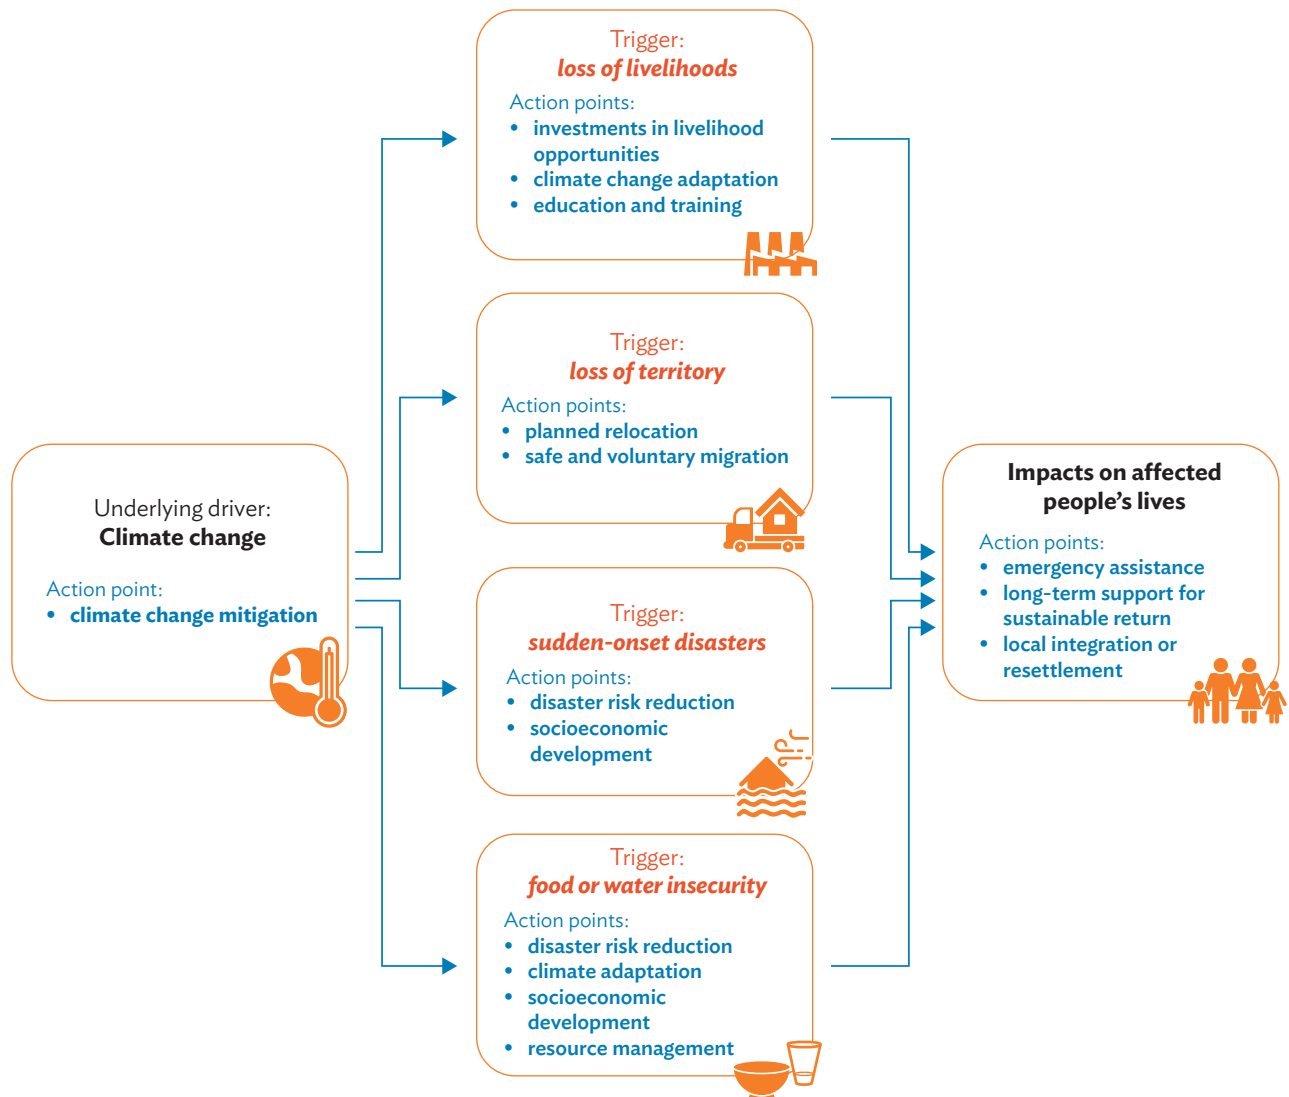 Trigger:
loss of livelihoods
Action points:
• investments in livelihood
opportunities
• climate change adaptation
• education and training
Trigger:
loss of territory
Action points:
• planned relocation
• safe and voluntary migration
Underlying driver:
Climate change
Action point:
• climate change mitigation
Trigger:
sudden-onset disasters
Action points:
• disaster risk reduction
• socioeconomic
development
Trigger:
food or water insecurity
Action points:
• disaster risk reduction
• climate adaptation
• socioeconomic
development
• resource management
Impacts on affected
people’s lives
Action points:
• emergency assistance
• long-term support for
sustainable return
• local integration or
resettlement